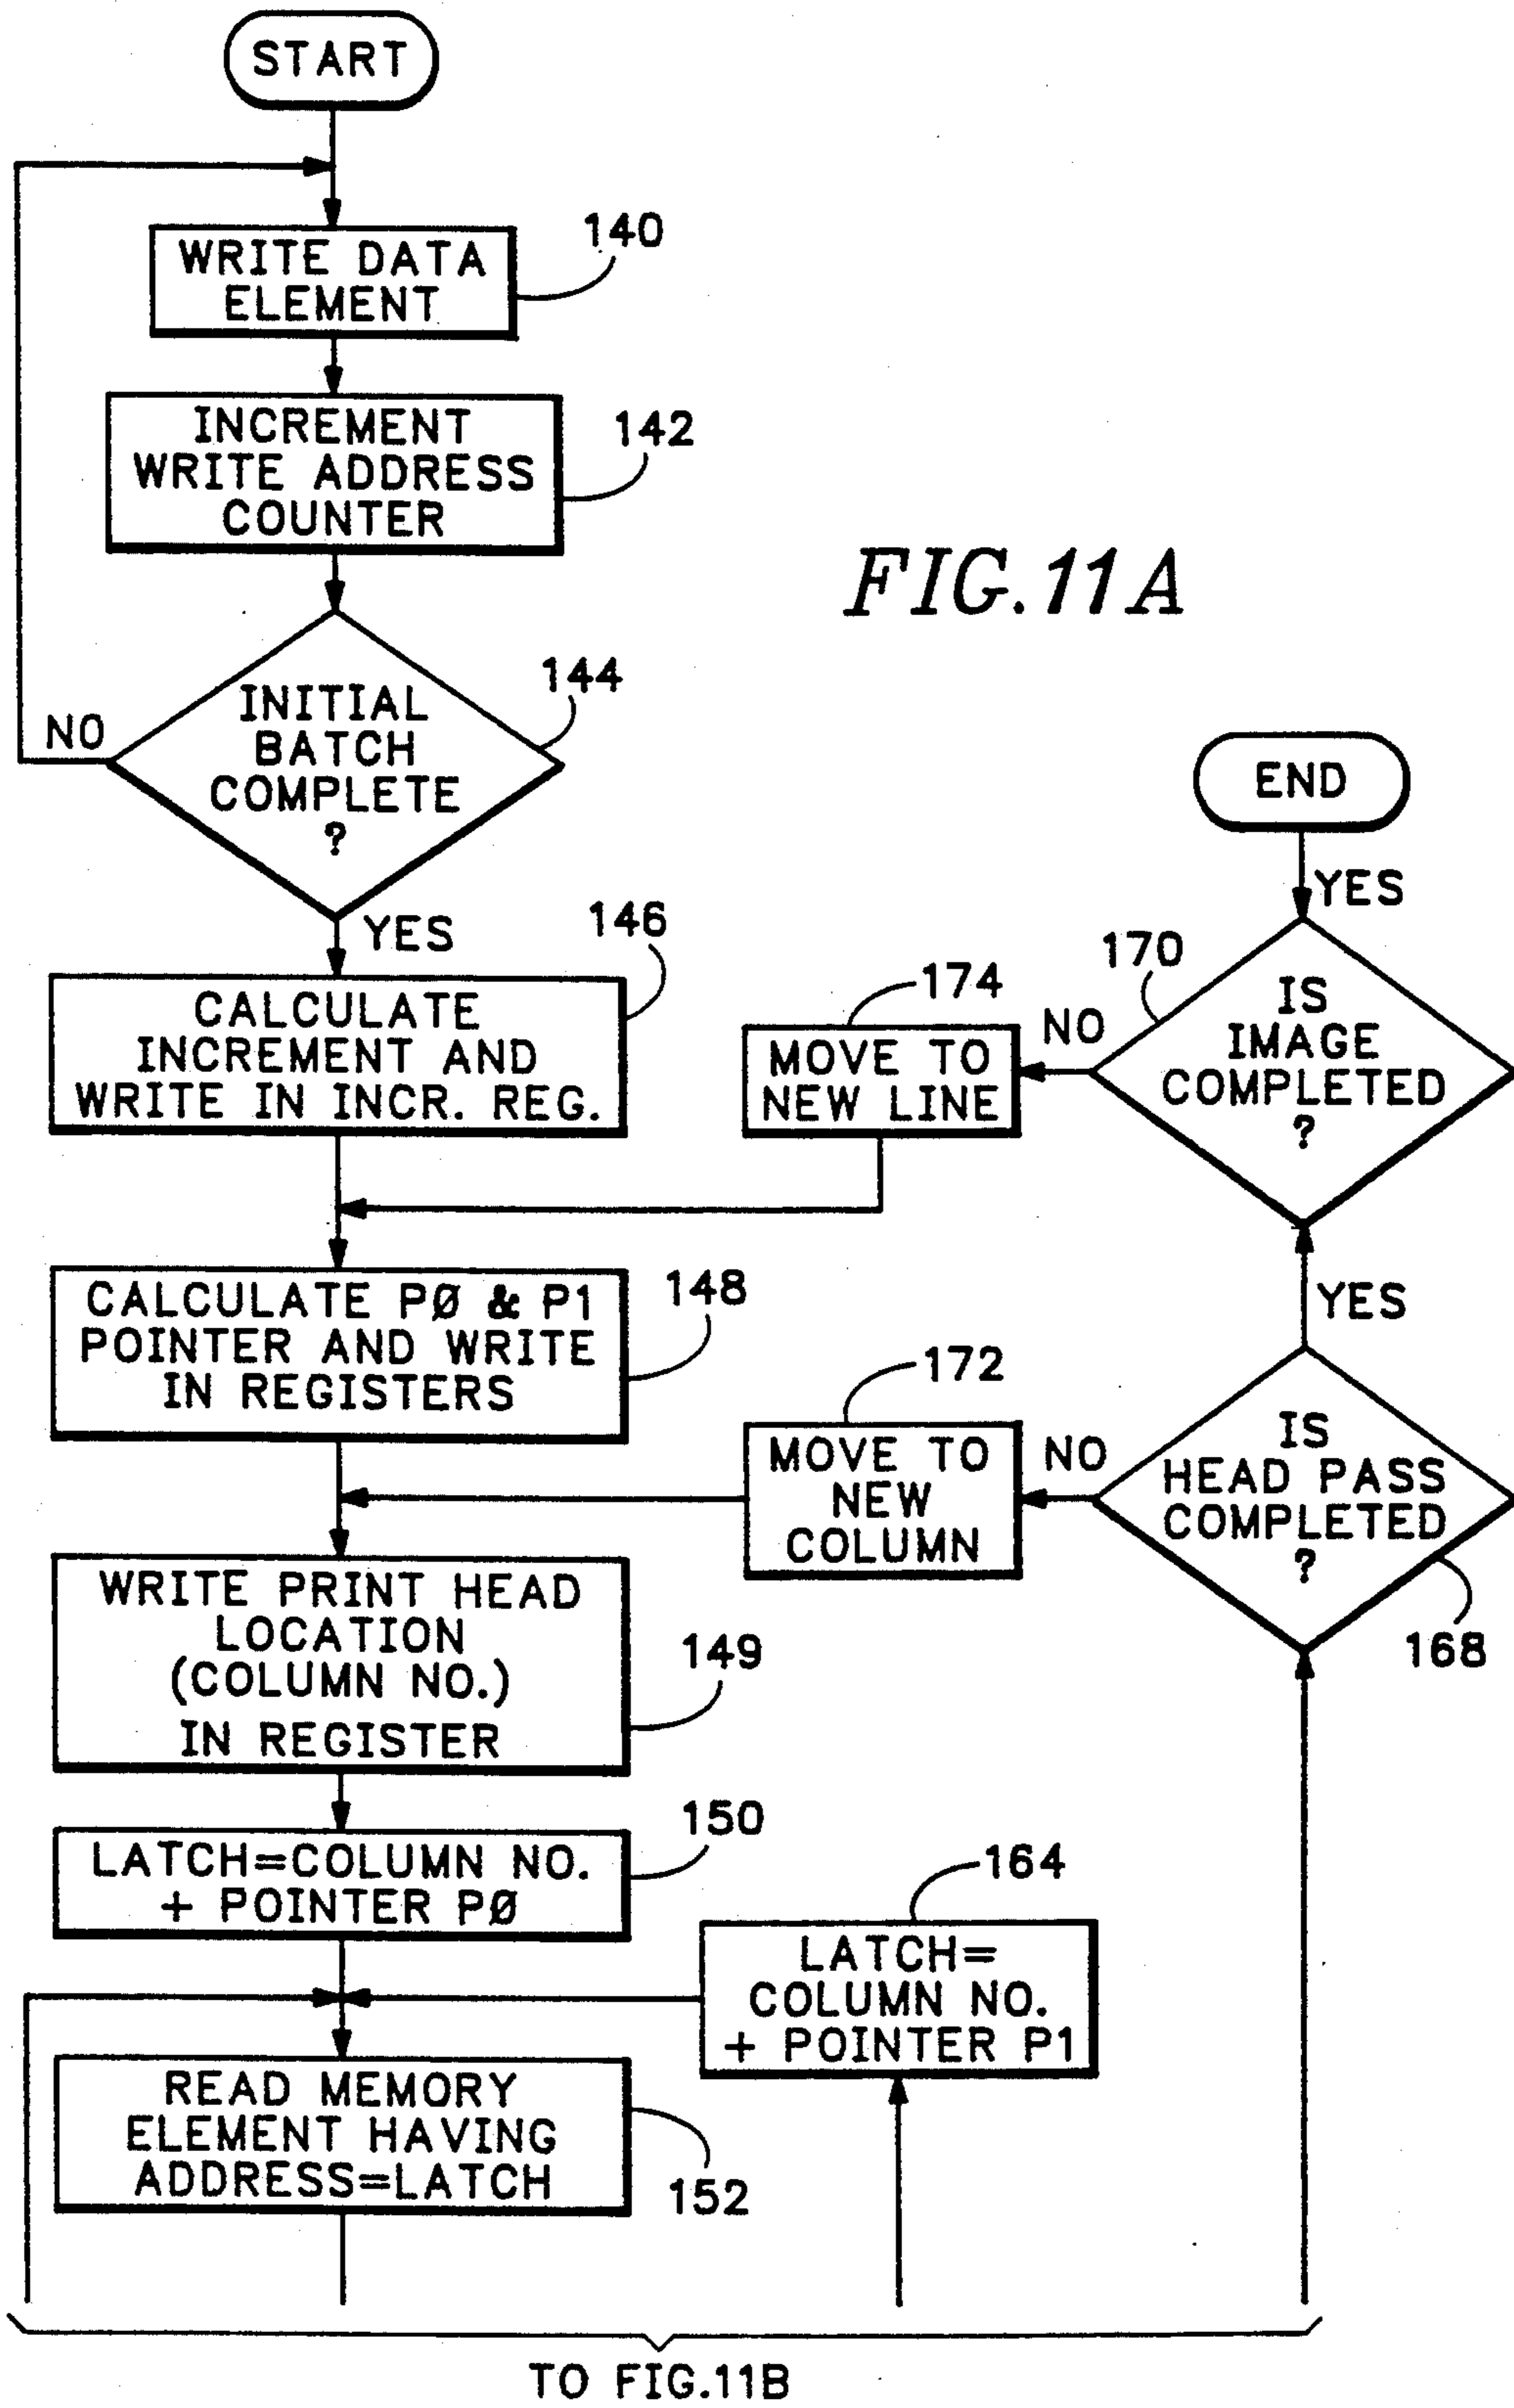 START
140
WRITE DATA
ELEMENT
142
INCREMENT
WRITE ADDRESS
COUNTER
FIG.11A
144
INITIAL
BATCH
COMPLETE
?
NO
YES
146
CALCULATE
INCREMENT AND
WRITE IN INCR. REG.
END
YES
170
IS
IMAGE
COMPLETED
?
NO
174
MOVE TO
NEW LINE
148
CALCULATE PØ & P1
POINTER AND WRITE
IN REGISTERS
YES
172
MOVE TO
NEW
COLUMN
NO
IS
HEAD PASS
COMPLETED
?
168
WRITE PRINT HEAD
LOCATION
(COLUMN NO.)
IN REGISTER
149
150
LATCH=COLUMN NO.
+ POINTER PØ
164
LATCH=
COLUMN NO.
+ POINTER P1
READ MEMORY
ELEMENT HAVING
ADDRESS=LATCH
152
TO FIG.11B